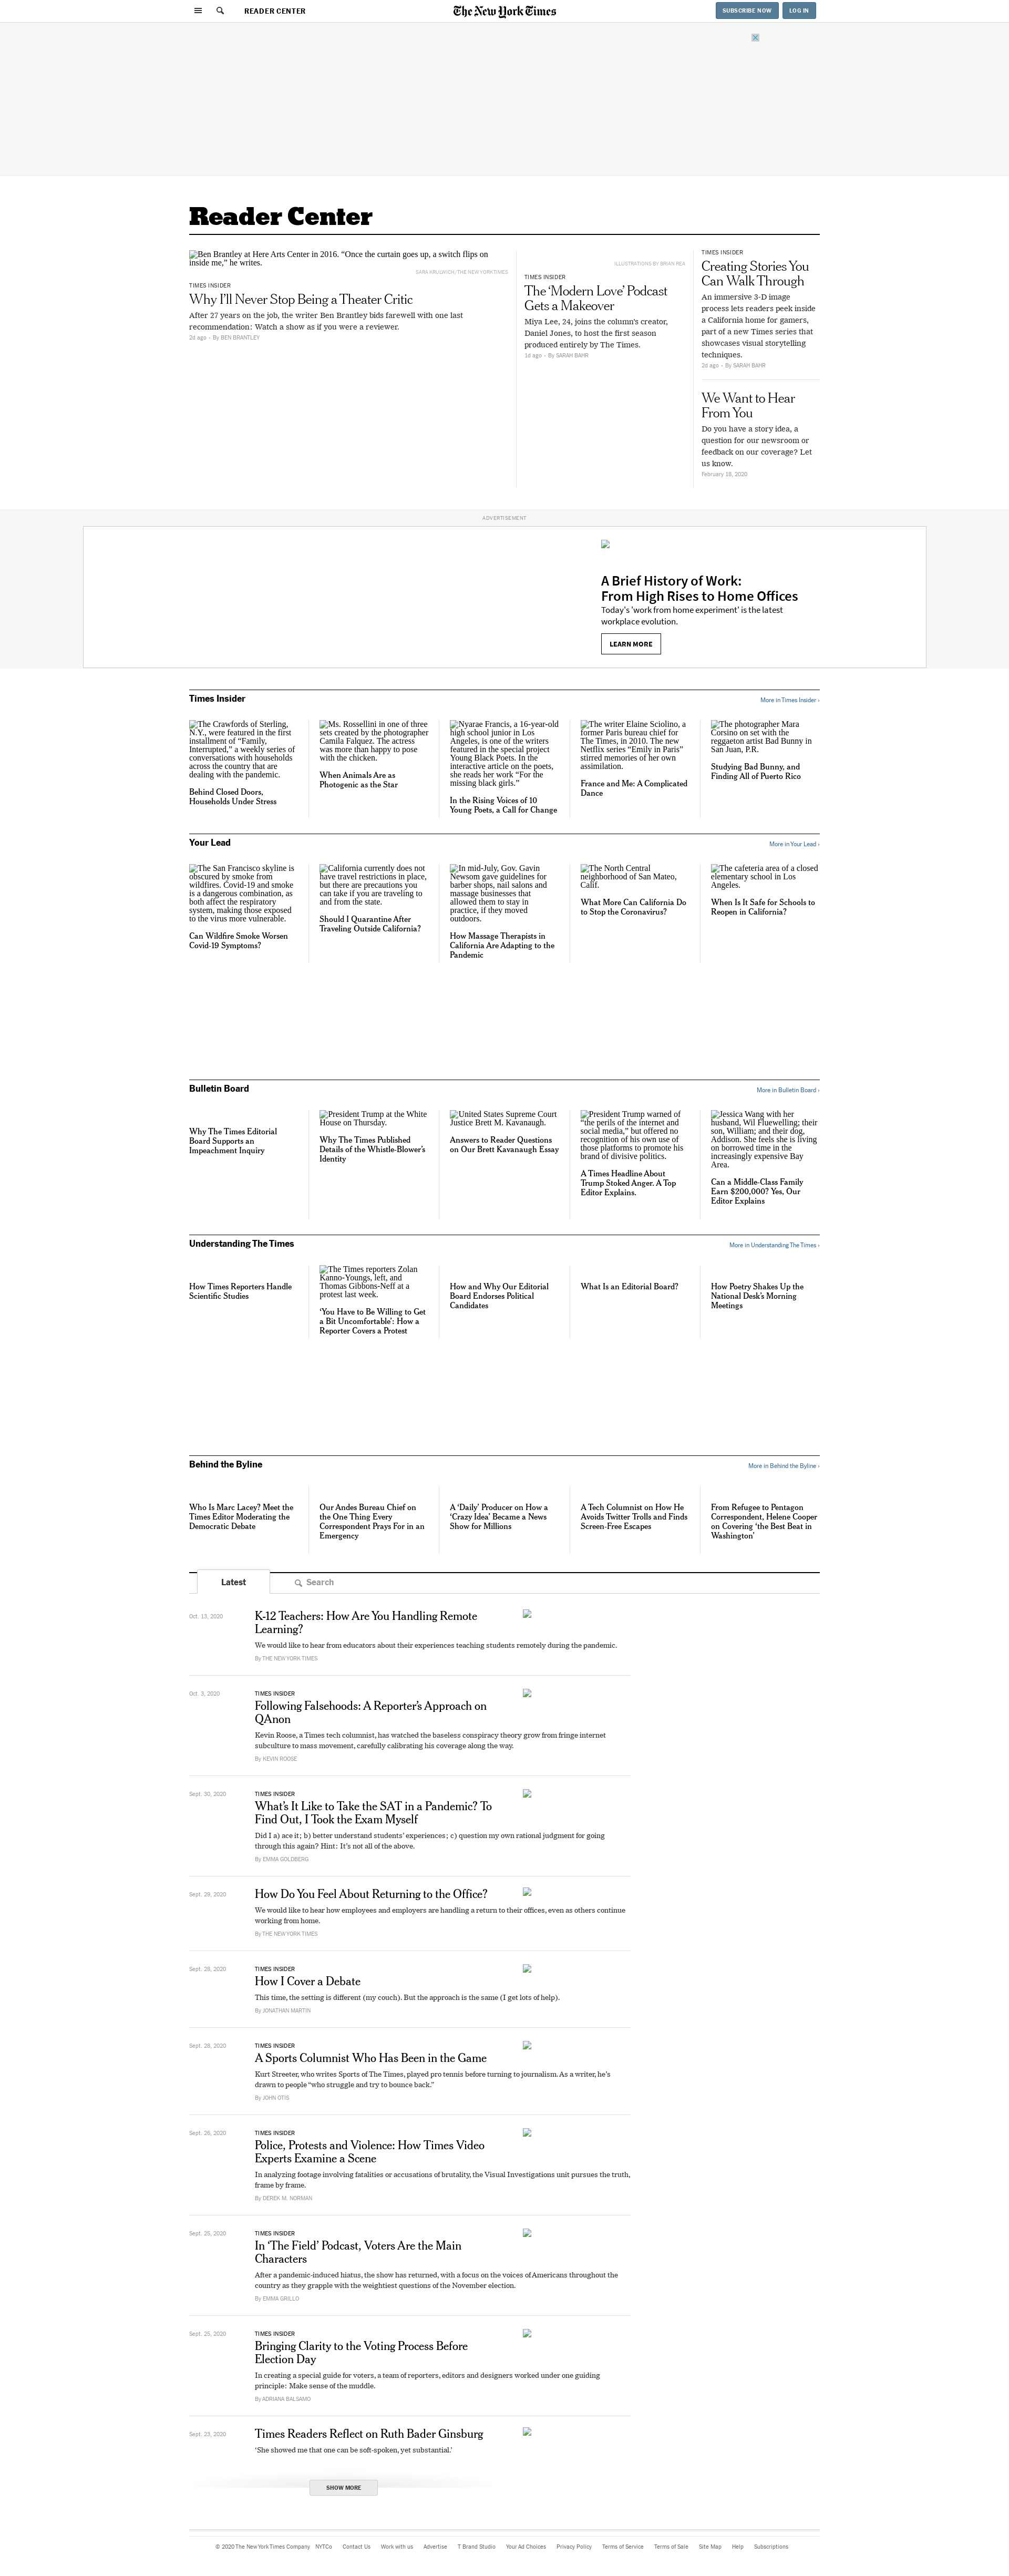 READER CENTER
The New York Times
SUBSCRIBE NOW
LOG IN
Reader Center
Ben Brantley at Here Arts Center in 2016. “Once the curtain goes up, a switch flips on
inside me,” he writes.
SARA KRULWICH/THE NEW YORK TIMES
TIMES INSIDER
Why I’ll Never Stop Being a Theater Critic
After 27 years on the job, the writer Ben Brantley bids farewell with one last
recommendation: Watch a show as if you were a reviewer.
2d ago · By BEN BRANTLEY
ILLUSTRATIONS BY BRIAN REA
TIMES INSIDER
The ‘Modern Love’ Podcast
Gets a Makeover
Miya Lee, 24, joins the column’s creator,
Daniel Jones, to host the first season
produced entirely by The Times.
1d ago · By SARAH BAHR
TIMES INSIDER
Creating Stories You
Can Walk Through
An immersive 3-D image
process lets readers peek inside
a California home for gamers,
part of a new Times series that
showcases visual storytelling
techniques.
2d ago · By SARAH BAHR
We Want to Hear
From You
Do you have a story idea, a
question for our newsroom or
feedback on our coverage? Let
us know.
February 10, 2020
ADVERTISEMENT
A Brief History of Work:
From High Rises to Home Offices
Today's 'work from home experiment' is the latest
workplace evolution.
LEARN MORE
Times Insider
More in Times Insider ›
The Crawfords of Sterling,
N.Y., were featured in the first
installment of “Family,
Interrupted,” a weekly series of
conversations with households
across the country that are
dealing with the pandemic.
Behind Closed Doors,
Households Under Stress
Ms. Rossellini in one of three
sets created by the photographer
Camila Falquez. The actress
was more than happy to pose
with the chicken.
When Animals Are as
Photogenic as the Star
Nyarae Francis, a 16-year-old
high school junior in Los
Angeles, is one of the writers
featured in the special project
Young Black Poets. In the
interactive article on the poets,
she reads her work “For the
missing black girls.”
In the Rising Voices of 10
Young Poets, a Call for Change
The writer Elaine Sciolino, a
former Paris bureau chief for
The Times, in 2010. The new
Netflix series “Emily in Paris”
stirred memories of her own
assimilation.
France and Me: A Complicated
Dance
The photographer Mara
Corsino on set with the
reggaeton artist Bad Bunny in
San Juan, P.R.
Studying Bad Bunny, and
Finding All of Puerto Rico
Your Lead
More in Your Lead ›
The San Francisco skyline is
obscured by smoke from
wildfires. Covid-19 and smoke
is a dangerous combination, as
both affect the respiratory
system, making those exposed
to the virus more vulnerable.
Can Wildfire Smoke Worsen
Covid-19 Symptoms?
California currently does not
have travel restrictions in place,
but there are precautions you
can take if you are traveling to
and from the state.
Should I Quarantine After
Traveling Outside California?
In mid-July, Gov. Gavin
Newsom gave guidelines for
barber shops, nail salons and
massage businesses that
allowed them to stay in
practice, if they moved
outdoors.
How Massage Therapists in
California Are Adapting to the
Pandemic
The North Central
neighborhood of San Mateo,
Calif.
What More Can California Do
to Stop the Coronavirus?
The cafeteria area of a closed
elementary school in Los
Angeles.
When Is It Safe for Schools to
Reopen in California?
Bulletin Board
More in Bulletin Board ›
Why The Times Editorial
Board Supports an
Impeachment Inquiry
President Trump at the White
House on Thursday.
Why The Times Published
Details of the Whistle-Blower’s
Identity
United States Supreme Court
Justice Brett M. Kavanaugh.
Answers to Reader Questions
on Our Brett Kavanaugh Essay
President Trump warned of
“the perils of the internet and
social media,” but offered no
recognition of his own use of
those platforms to promote his
brand of divisive politics.
A Times Headline About
Trump Stoked Anger. A Top
Editor Explains.
Jessica Wang with her
husband, Wil Fluewelling; their
son, William; and their dog,
Addison. She feels she is living
on borrowed time in the
increasingly expensive Bay
Area.
Can a Middle-Class Family
Earn $200,000? Yes, Our
Editor Explains
Understanding The Times
More in Understanding The Times ›
How Times Reporters Handle
Scientific Studies
The Times reporters Zolan
Kanno-Youngs, left, and
Thomas Gibbons-Neff at a
protest last week.
‘You Have to Be Willing to Get
a Bit Uncomfortable’: How a
Reporter Covers a Protest
How and Why Our Editorial
Board Endorses Political
Candidates
What Is an Editorial Board?
How Poetry Shakes Up the
National Desk’s Morning
Meetings
Behind the Byline
More in Behind the Byline ›
Who Is Marc Lacey? Meet the
Times Editor Moderating the
Democratic Debate
Our Andes Bureau Chief on
the One Thing Every
Correspondent Prays For in an
Emergency
A ‘Daily’ Producer on How a
‘Crazy Idea’ Became a News
Show for Millions
A Tech Columnist on How He
Avoids Twitter Trolls and Finds
Screen-Free Escapes
From Refugee to Pentagon
Correspondent, Helene Cooper
on Covering ‘the Best Beat in
Washington’
Latest
Search
Oct. 13, 2020
K-12 Teachers: How Are You Handling Remote
Learning?
We would like to hear from educators about their experiences teaching students remotely during the pandemic.
By THE NEW YORK TIMES
Oct. 3, 2020
TIMES INSIDER
Following Falsehoods: A Reporter’s Approach on
QAnon
Kevin Roose, a Times tech columnist, has watched the baseless conspiracy theory grow from fringe internet
subculture to mass movement, carefully calibrating his coverage along the way.
By KEVIN ROOSE
Sept. 30, 2020
TIMES INSIDER
What’s It Like to Take the SAT in a Pandemic? To
Find Out, I Took the Exam Myself
Did I a) ace it; b) better understand students’ experiences; c) question my own rational judgment for going
through this again? Hint: It’s not all of the above.
By EMMA GOLDBERG
Sept. 29, 2020
How Do You Feel About Returning to the Office?
We would like to hear how employees and employers are handling a return to their offices, even as others continue
working from home.
By THE NEW YORK TIMES
Sept. 28, 2020
TIMES INSIDER
How I Cover a Debate
This time, the setting is different (my couch). But the approach is the same (I get lots of help).
By JONATHAN MARTIN
Sept. 28, 2020
TIMES INSIDER
A Sports Columnist Who Has Been in the Game
Kurt Streeter, who writes Sports of The Times, played pro tennis before turning to journalism. As a writer, he’s
drawn to people “who struggle and try to bounce back.”
By JOHN OTIS
Sept. 26, 2020
TIMES INSIDER
Police, Protests and Violence: How Times Video
Experts Examine a Scene
In analyzing footage involving fatalities or accusations of brutality, the Visual Investigations unit pursues the truth,
frame by frame.
By DEREK M. NORMAN
Sept. 25, 2020
TIMES INSIDER
In ‘The Field’ Podcast, Voters Are the Main
Characters
After a pandemic-induced hiatus, the show has returned, with a focus on the voices of Americans throughout the
country as they grapple with the weightiest questions of the November election.
By EMMA GRILLO
Sept. 25, 2020
TIMES INSIDER
Bringing Clarity to the Voting Process Before
Election Day
In creating a special guide for voters, a team of reporters, editors and designers worked under one guiding
principle: Make sense of the muddle.
By ADRIANA BALSAMO
Sept. 23, 2020
Times Readers Reflect on Ruth Bader Ginsburg
‘She showed me that one can be soft-spoken, yet substantial.’
SHOW MORE
© 2020 The New York Times Company NYTCo Contact Us Work with us Advertise T Brand Studio Your Ad Choices Privacy Policy Terms of Service Terms of Sale Site Map Help Subscriptions